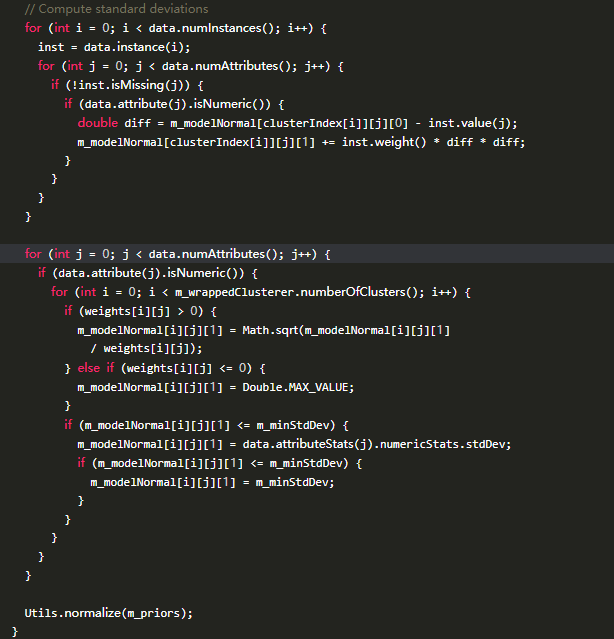 // Compute standard deviations
for (int i = 0; i < data.numInstances(); i++) {
inst = data.instance(i);
for (int j = 0; j < data.numAttributes(); j++) {
if (!inst.isMissing(j)) {
if (data.attribute(j).isNumeric()) {
double diff = m_modelNormal[clusterIndex[i]][j][0] - inst.value(j);
m_modelNormal[clusterIndex[i]][j][1] += inst.weight() * diff * diff;
}
}
}
}
for (int j = 0; j < data.numAttributes(); j++) {
if (data.attribute(j).isNumeric()) {
for (int i = 0; i < m_wrappedClusterer.numberOfClusters(); i++) {
if (weights[i][j] > 0) {
m_modelNormal[i][j][1] = Math.sqrt(m_modelNormal[i][j][1]
/ weights[i][j]);
} else if (weights[i][j] <= 0) {
m_modelNormal[i][j][1] = Double.MAX_VALUE;
}
if (m_modelNormal[i][j][1] <= m_minStdDev) {
m_modelNormal[i][j][1] = data.attributeStats(j).numericStats.stdDev;
if (m_modelNormal[i][j][1] <= m_minStdDev) {
m_modelNormal[i][j][1] = m_minStdDev;
}
}
}
}
}
Utils.normalize(m_priors);
}